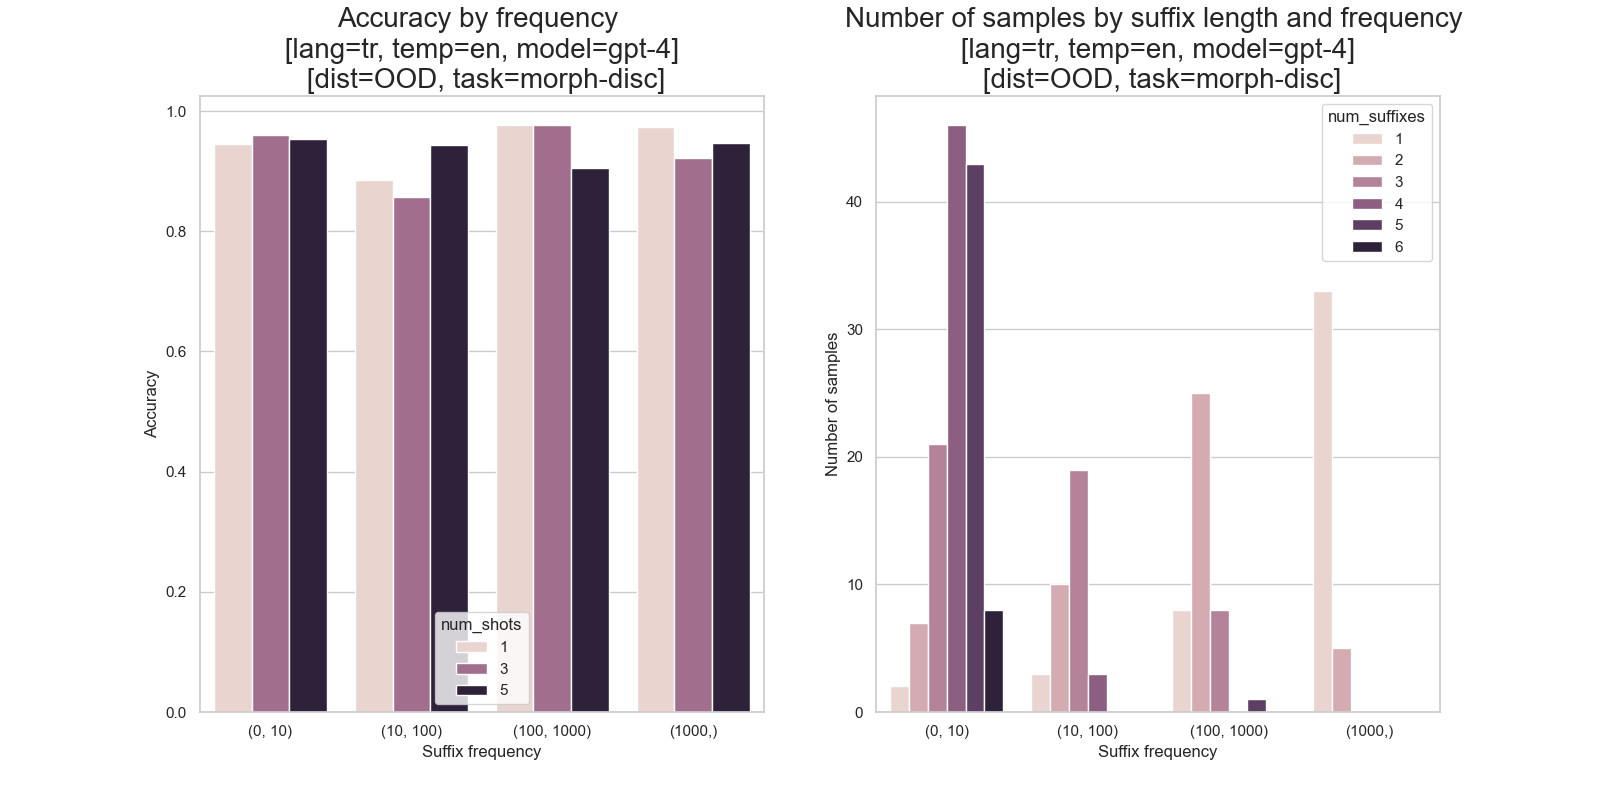 Accuracy by frequency
[lang=tr, temp=en, model=gpt-4]
[dist=OOD, task=morph-disc]
1.0
0.8
0.6
0.4
0.2
0.0
Accuracy
num_shots
1
3
5
(0, 10)
(10, 100)
(100, 1000)
(1000,)
Suffix frequency
Number of samples by suffix length and frequency
[lang=tr, temp=en, model=gpt-4]
[dist=OOD, task=morph-disc]
40
30
20
10
0
Number of samples
num_suffixes
1
2
3
4
5
6
(0, 10)
(10, 100)
(100, 1000)
(1000,)
Suffix frequency